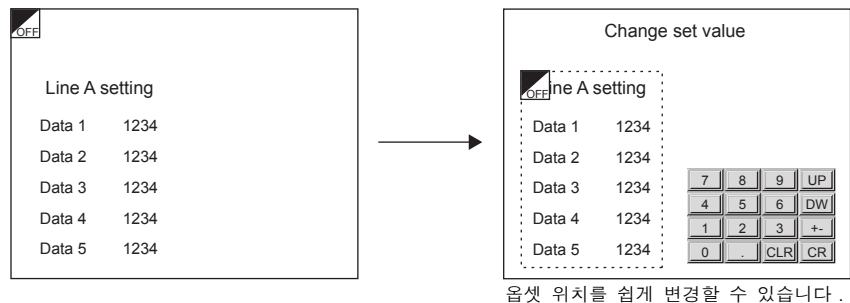 OFF
Line A setting
Data 1 1234
Data 2 1234
Data 3 1234
Data 4 1234
Data 5 1234
Change set value
OFF
ine A setting
Data 1 1234
Data 2 1234
Data 3 1234
Data 4 1234
Data 5 1234
7 8 9 UP
4 5 6 DW
1 2 3 +-
0 . CLR CR
옵셋 위치를 쉽게 변경할 수 있습니다 .